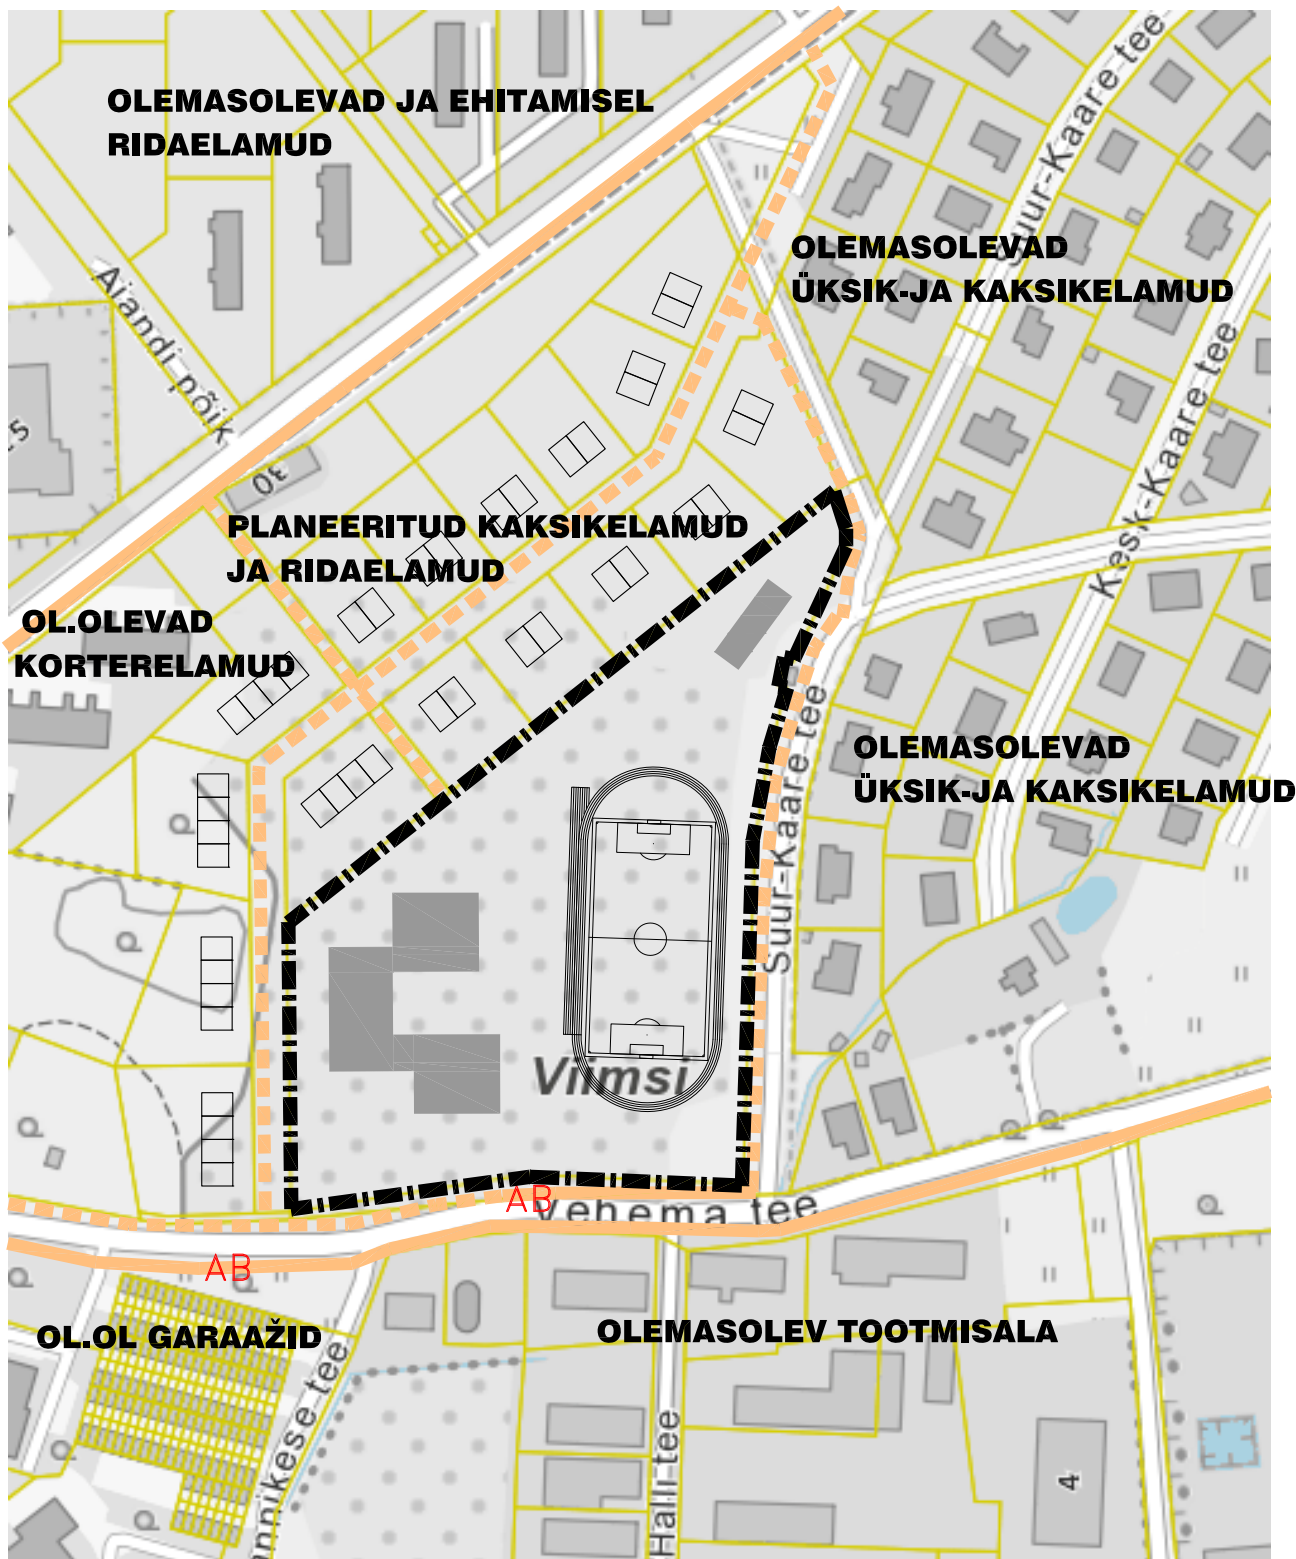 Suur-Kaare tee
OLEMASOLEVAD JA EHITAMISEL
RIDAELAMUD
OLEMASOLEVAD
ÜKSIK-JA KAKSIKELAMUD
Aiandi põik
Kesk-Kaare tee
30
PLANEERITUD KAKSIKELAMUD
JA RIDAELAMUD
OL.OLEVAD
KORTERELAMUD
OLEMASOLEVAD
ÜKSIK-JA KAKSIKELAMUD
Suur-Kaare tee
Viimsi
AB
Vehema tee
AB
OL.OL GARAAŽID
OLEMASOLEV TOOTMISALA
Halli tee
4